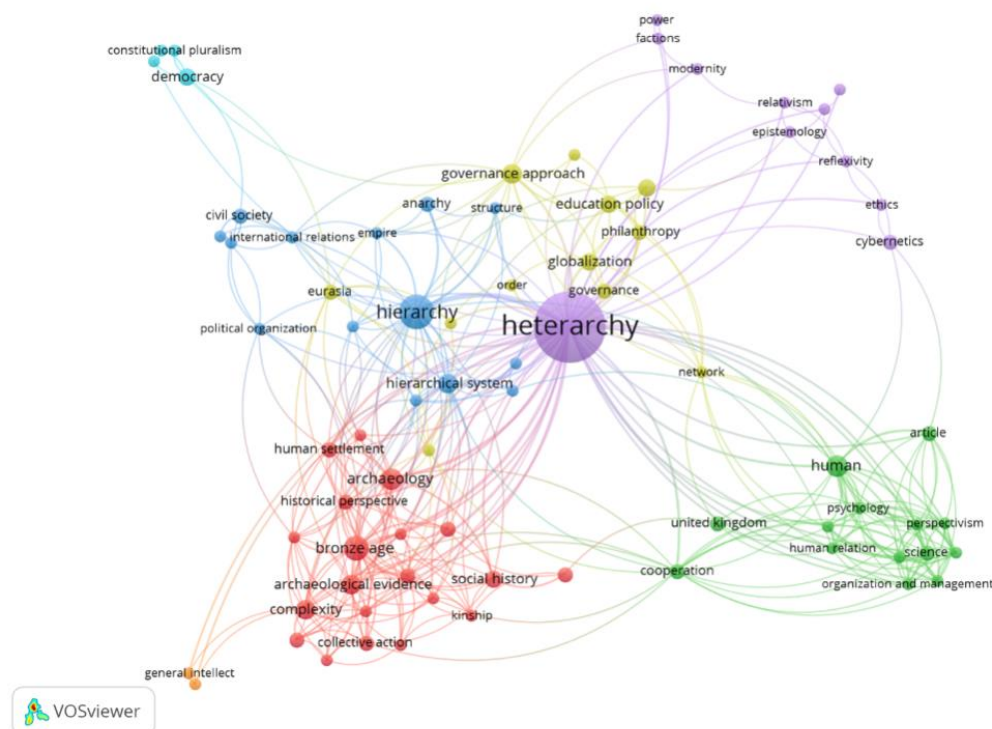 power
constitutional pluralism
factions
democracy
modernity
relativism
epistemology
reflexivity
governance approach
education policy
anarchy
structure
ethics
civil society
philanthropy
empire
international relations
cybernetics
globalization
order
eurasia
governance
hierarchy
heterarchy
political organization
network
hierarchical system
article
human settlement
human
archaeology
historical perspective
psychology
united kingdom
perspectivism
bronze age
human relation
science
cooperation
archaeological evidence
social history
organization and management
complexity
kinship
collective action
general intellect
VOSviewer